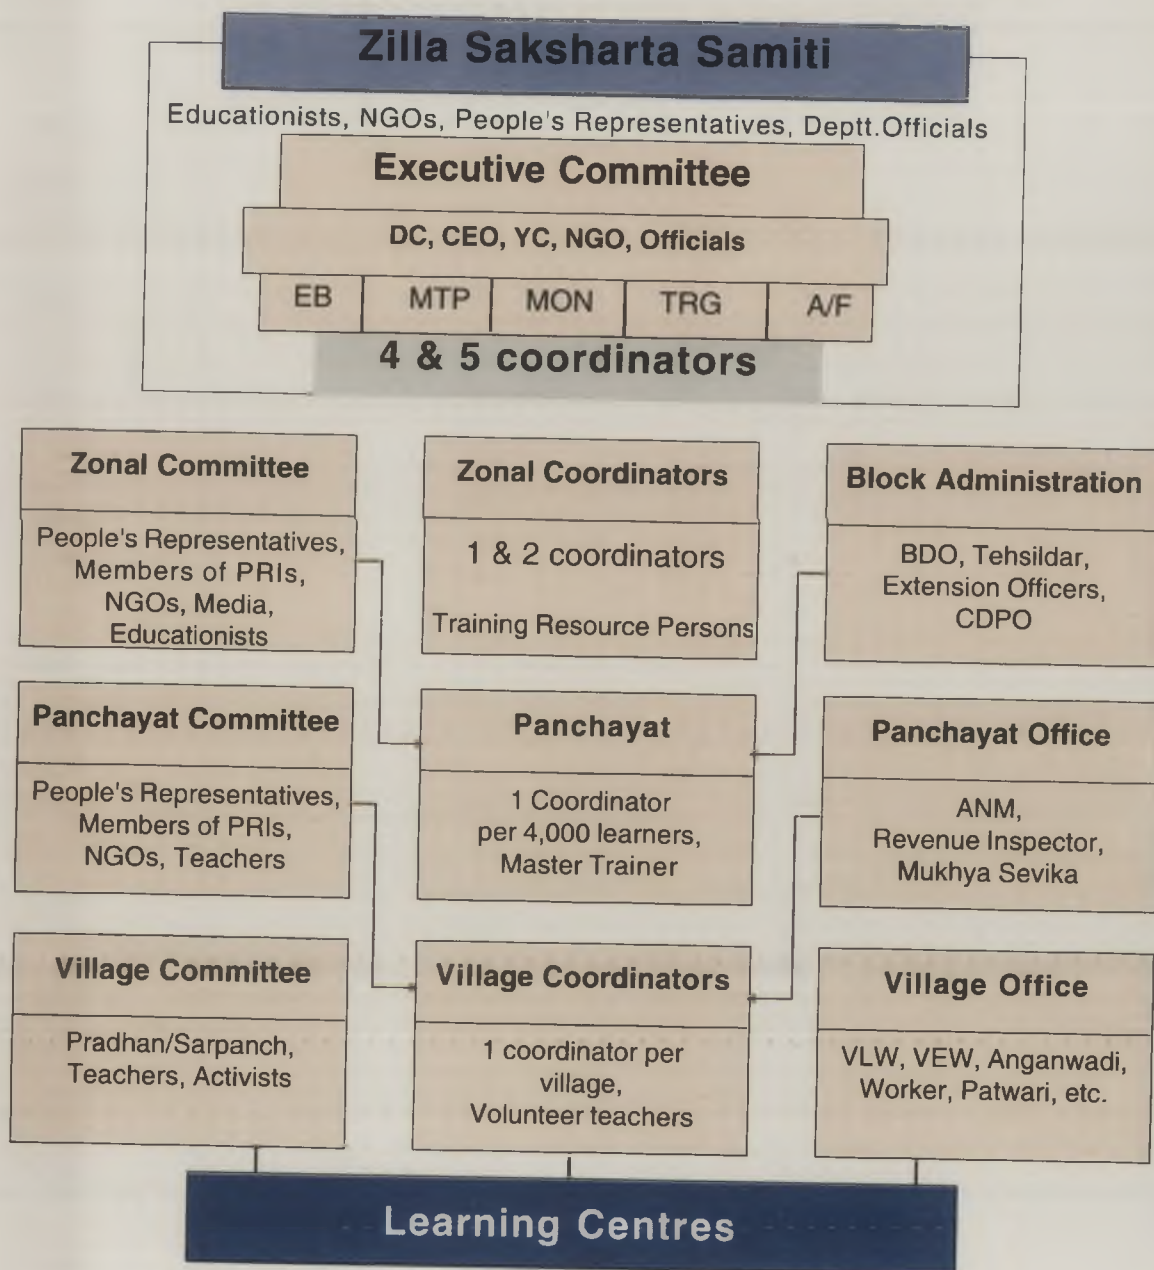 Zilla Saksharta Samiti
Educationists, NGOs, People's Representatives, Deptt.Officials
Executive Committee
DC, CEO, YC, NGO, Officials
EB
MTP
MON
TRG
A/F
4 & 5 coordinators
Zonal Committee
People's Representatives,
Members of PRIs,
NGOs, Media,
Educationists
Zonal Coordinators
1 & 2 coordinators
Training Resource Persons
Block Administration
BDO, Tehsildar,
Extension Officers,
CDPO
Panchayat Committee
People's Representatives,
Members of PRIs,
NGOs, Teachers
Panchayat
1 Coordinator
per 4,000 learners,
Master Trainer
Panchayat Office
ANM,
Revenue Inspector,
Mukhya Sevika
Village Committee
Pradhan/Sarpanch,
Teachers, Activists
Village Coordinators
1 coordinator per
village,
Volunteer teachers
Village Office
VLW, VEW, Anganwadi,
Worker, Patwari, etc.
Learning Centres